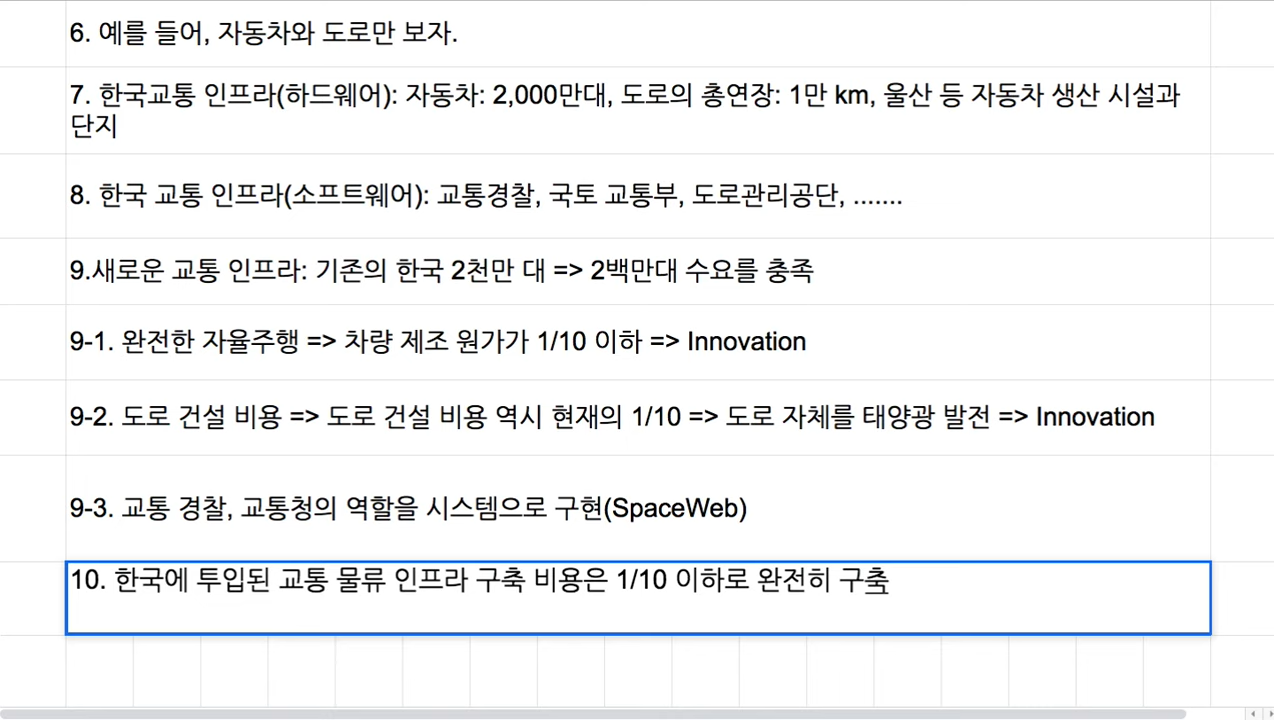 6. 예를 들어, 자동차와 도로만 보자.
7. 한국교통 인프라(하드웨어): 자동차: 2,000만대, 도로의 총연장: 1만 km, 울산 등 자동차 생산 시설과
단지
8. 한국 교통 인프라(소프트웨어): 교통경찰, 국토 교통부, 도로관리공단, .......
9.새로운 교통 인프라: 기존의 한국 2천만 대 => 2백만대 수요를 충족
9-1. 완전한 자율주행 => 차량 제조 원가가 1/10 이하 => Innovation
9-2. 도로 건설 비용 => 도로 건설 비용 역시 현재의 1/10 => 도로 자체를 태양광 발전 => Innovation
9-3. 교통 경찰, 교통청의 역할을 시스템으로 구현(SpaceWeb)
10. 한국에 투입된 교통 물류 인프라 구축 비용은 1/10 이하로 완전히 구축